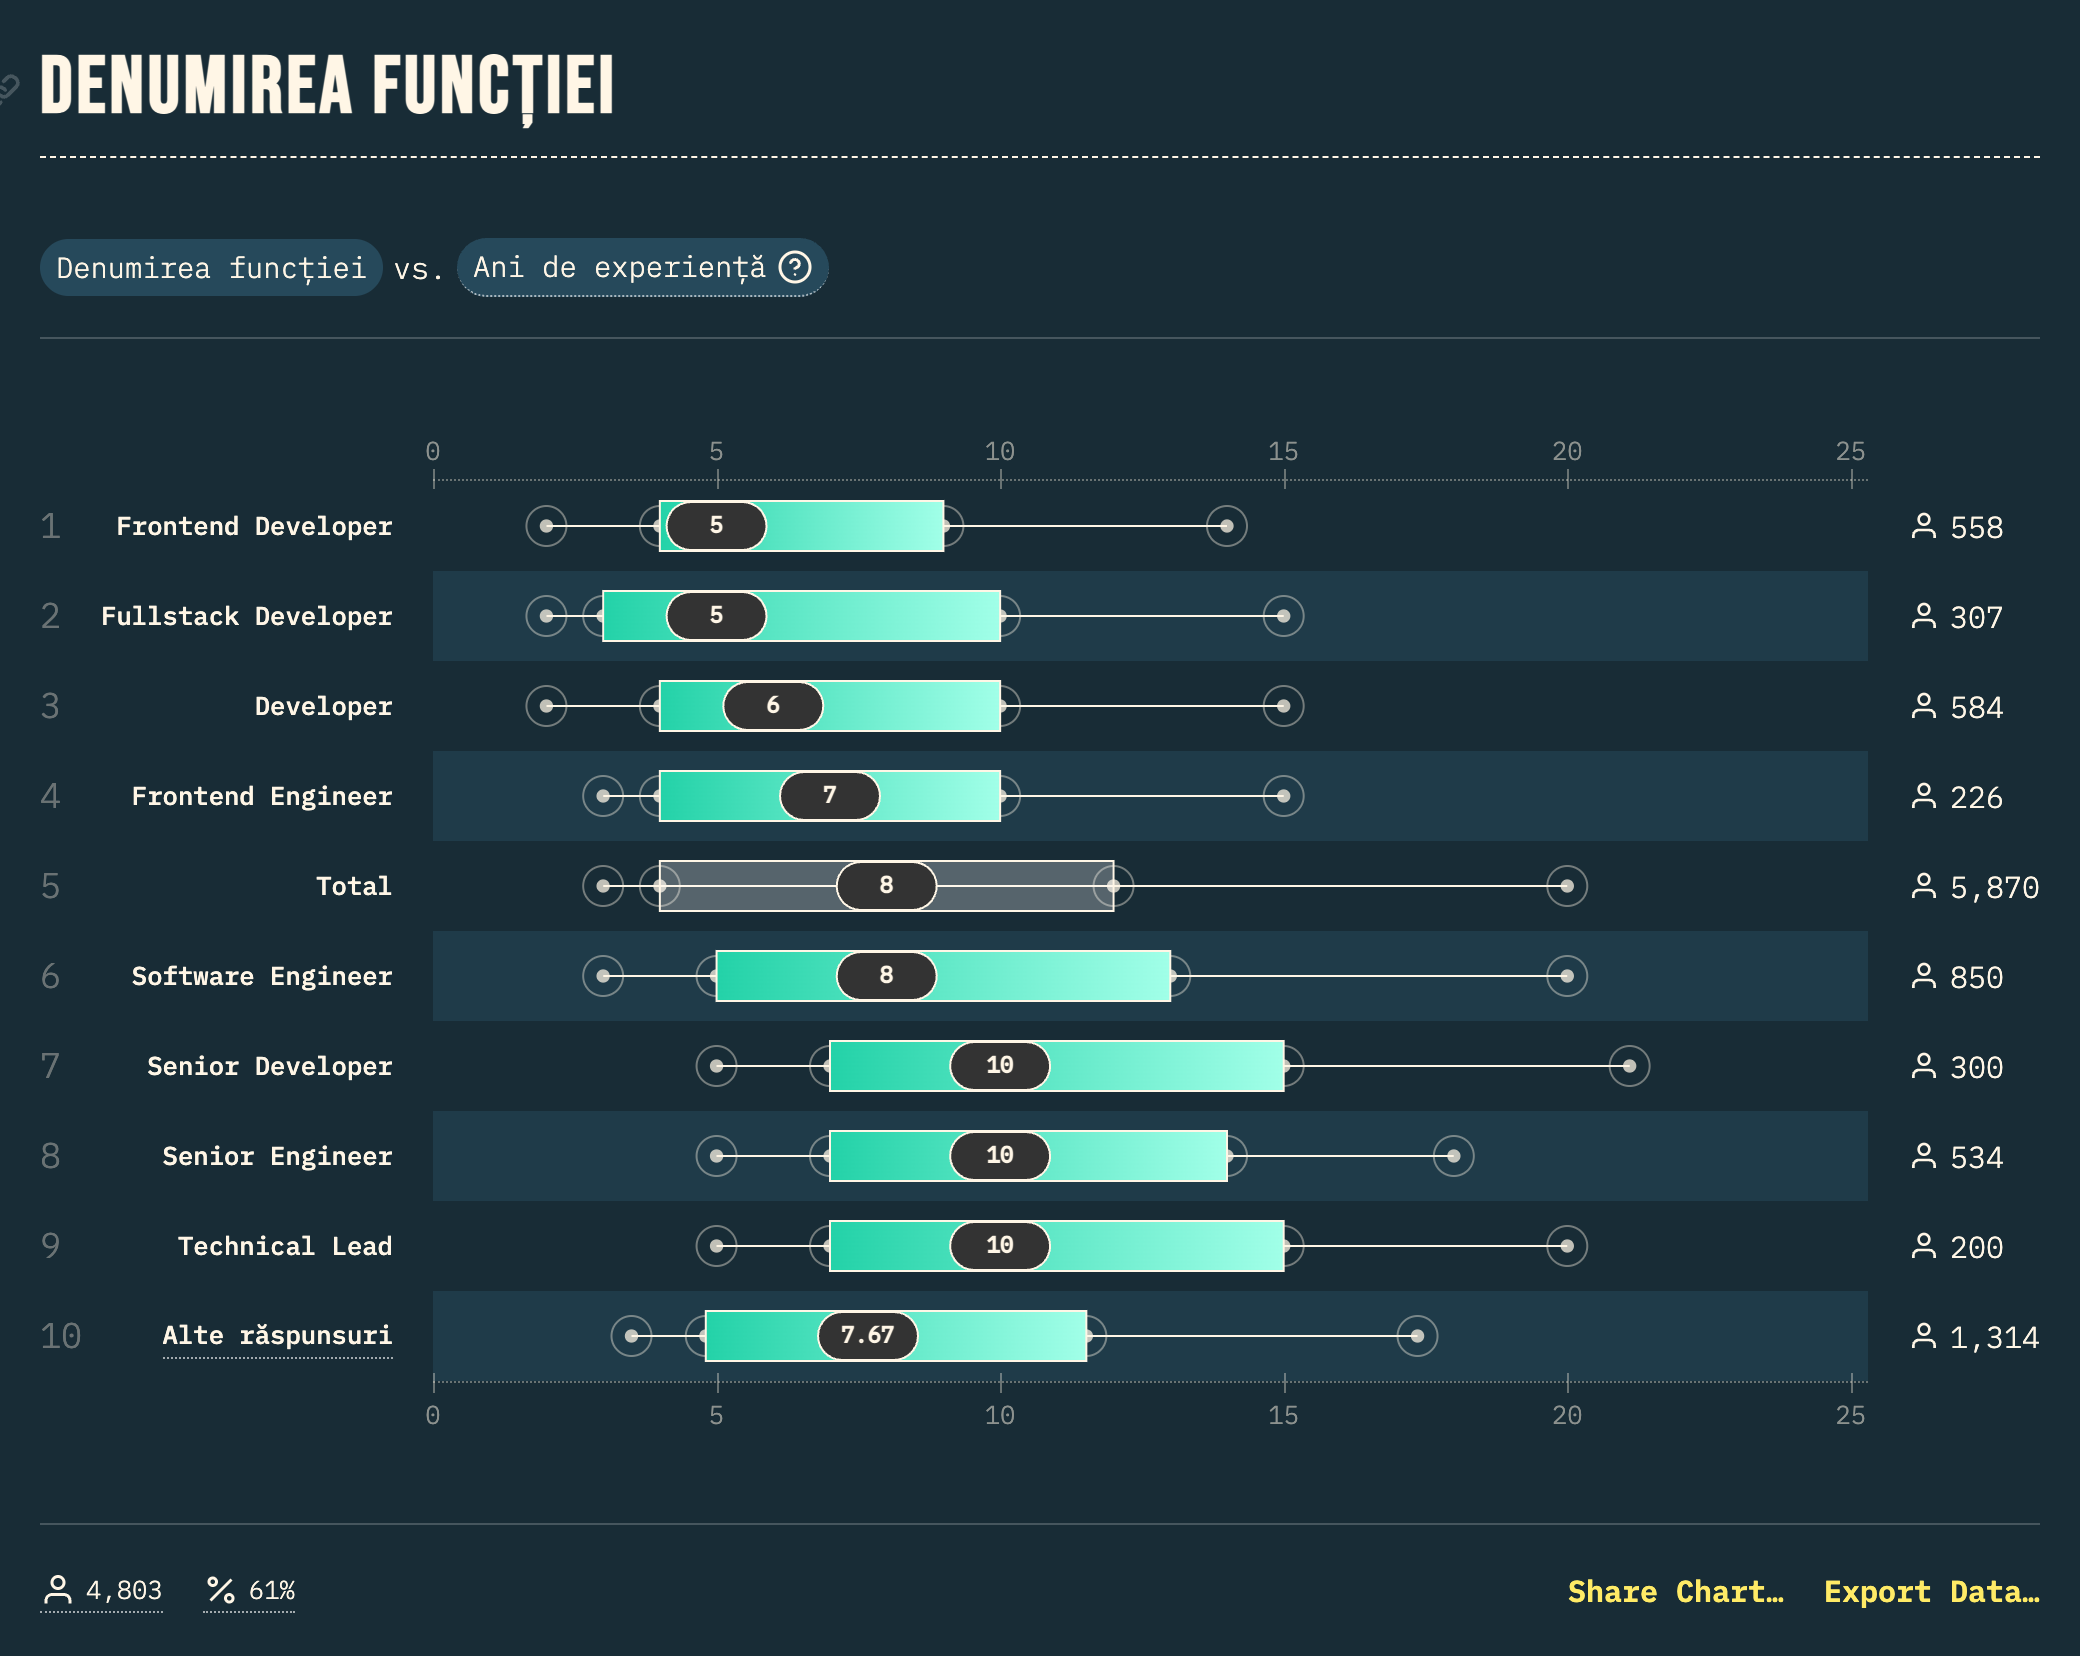 DENUMIREA FUNCȚIEI
Denumirea funcției vs. Ani de experiență ?
0 5 10 15 20 25
1 Frontend Developer 5 558
2 Fullstack Developer 5 307
3 Developer 6 584
4 Frontend Engineer 7 226
5 Total 8 5,870
6 Software Engineer 8 850
7 Senior Developer 10 300
8 Senior Engineer 10 534
9 Technical Lead 10 200
10 Alte răspunsuri 7.67 1,314
0 5 10 15 20 25
4,803 % 61% Share Chart… Export Data…